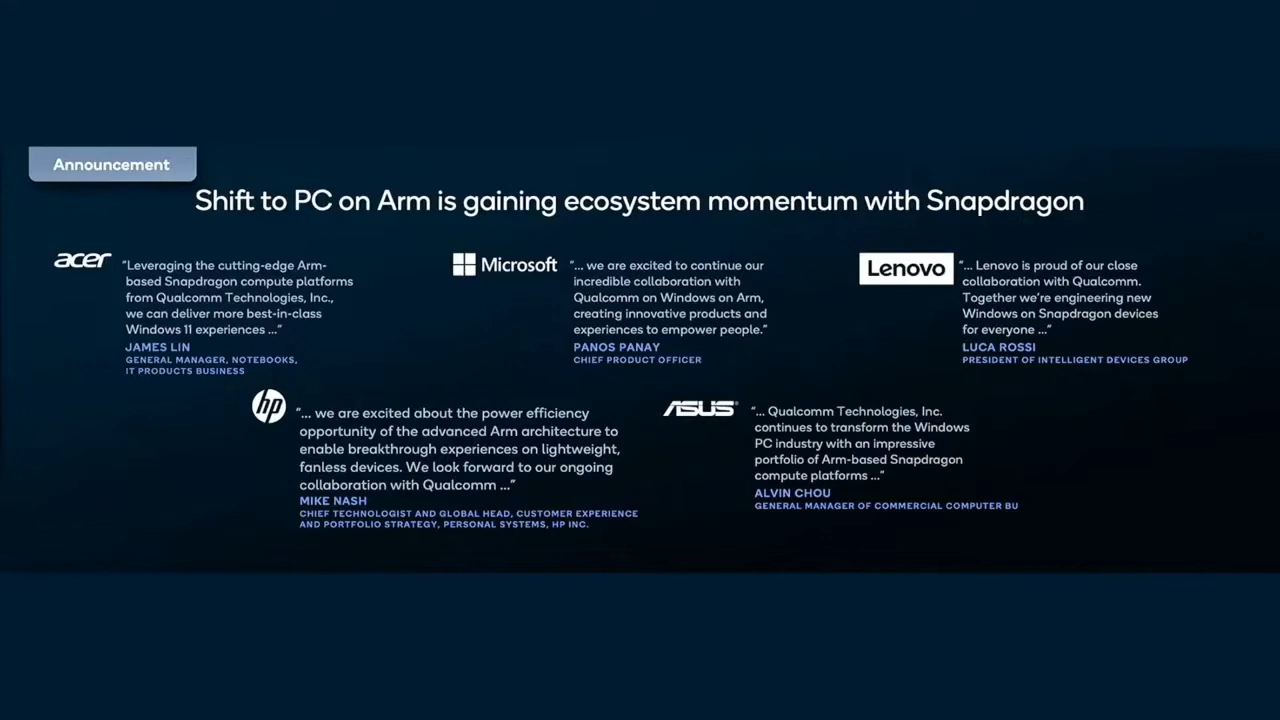 Announcement
Shift to PC on Arm is gaining ecosystem momentum with Snapdragon
acer
“Leveraging the cutting-edge Arm-
based Snapdragon compute platforms
from Qualcomm Technologies, Inc.,
we can deliver more best-in-class
Windows 11 experiences ...”
JAMES LIN
GENERAL MANAGER, NOTEBOOKS,
IT PRODUCTS BUSINESS
Microsoft
“... we are excited to continue our
incredible collaboration with
Qualcomm on Windows on Arm,
creating innovative products and
experiences to empower people.”
PANOS PANAY
CHIEF PRODUCT OFFICER
Lenovo
“... Lenovo is proud of our close
collaboration with Qualcomm.
Together we’re engineering new
Windows on Snapdragon devices
for everyone ...”
LUCA ROSSI
PRESIDENT OF INTELLIGENT DEVICES GROUP
hp
“... we are excited about the power efficiency
opportunity of the advanced Arm architecture to
enable breakthrough experiences on lightweight,
fanless devices. We look forward to our ongoing
collaboration with Qualcomm ...”
MIKE NASH
CHIEF TECHNOLOGIST AND GLOBAL HEAD, CUSTOMER EXPERIENCE
AND PORTFOLIO STRATEGY, PERSONAL SYSTEMS, HP INC.
ASUS
“... Qualcomm Technologies, Inc.
continues to transform the Windows
PC industry with an impressive
portfolio of Arm-based Snapdragon
compute platforms ...”
ALVIN CHOU
GENERAL MANAGER OF COMMERCIAL COMPUTER BU